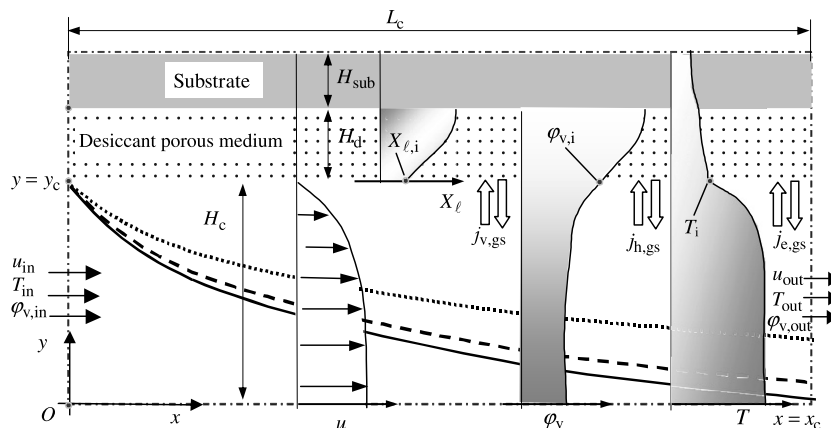 L_c
Substrate
H_sub
Desiccant porous medium
H_d
X_ℓ,i
φ_v,i
y = y_c
X_ℓ
H_c
j_v,gs
j_h,gs
T_i
j_e,gs
u_in
T_in
φ_v,in
u_out
T_out
φ_v,out
y
O
x
u
φ_v
T
x = x_c